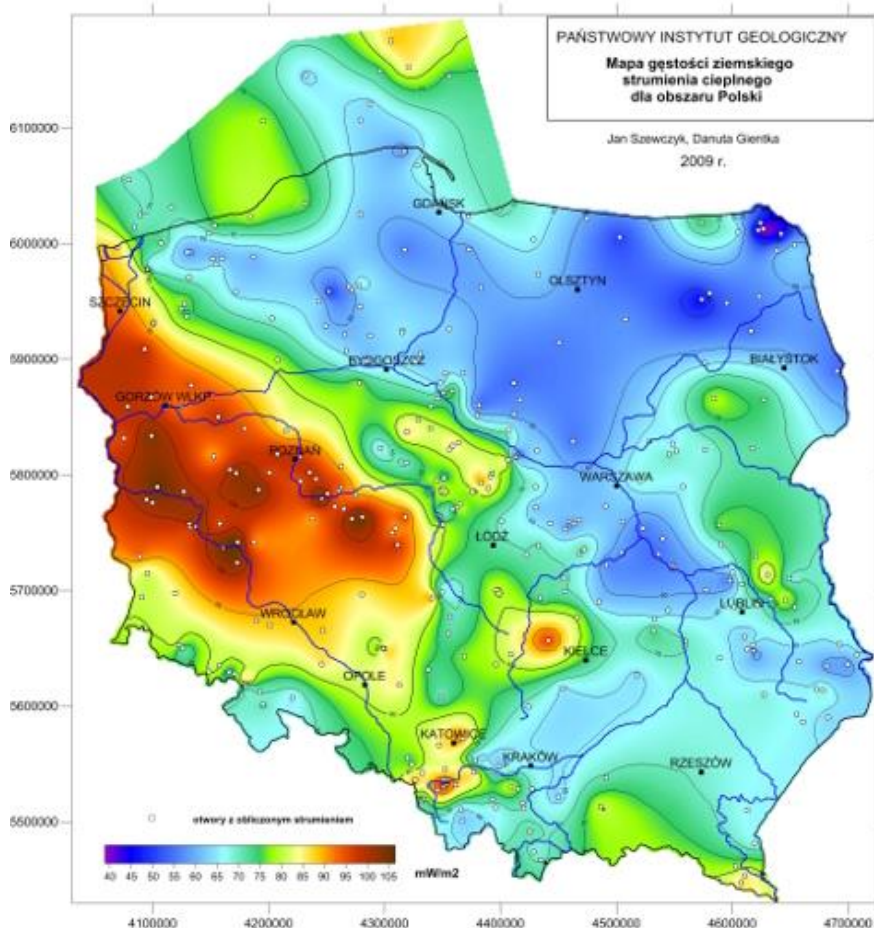 PAŃSTWOWY INSTYTUT GEOLOGICZNY
Mapa gęstości ziemskiego
strumienia cieplnego
dla obszaru Polski
Jan Szewczyk, Danuta Gientka
2009 r.
6100000
GDAŃSK
6000000
OLSZTYN
SZCZECIN
5900000
BYDGOSZCZ
BIAŁYSTOK
GORZÓW WLKP.
POZNAŃ
5800000
WARSZAWA
ŁÓDŹ
5700000
LUBLIN
WROCŁAW
KIELCE
OPOLE
5600000
KATOWICE
KRAKÓW
RZESZÓW
5500000
otwory z obliczonym strumieniem
40 45 50 55 60 65 70 75 80 85 90 95 100 105
mW/m2
4100000 4200000 4300000 4400000 4500000 4600000 4700000